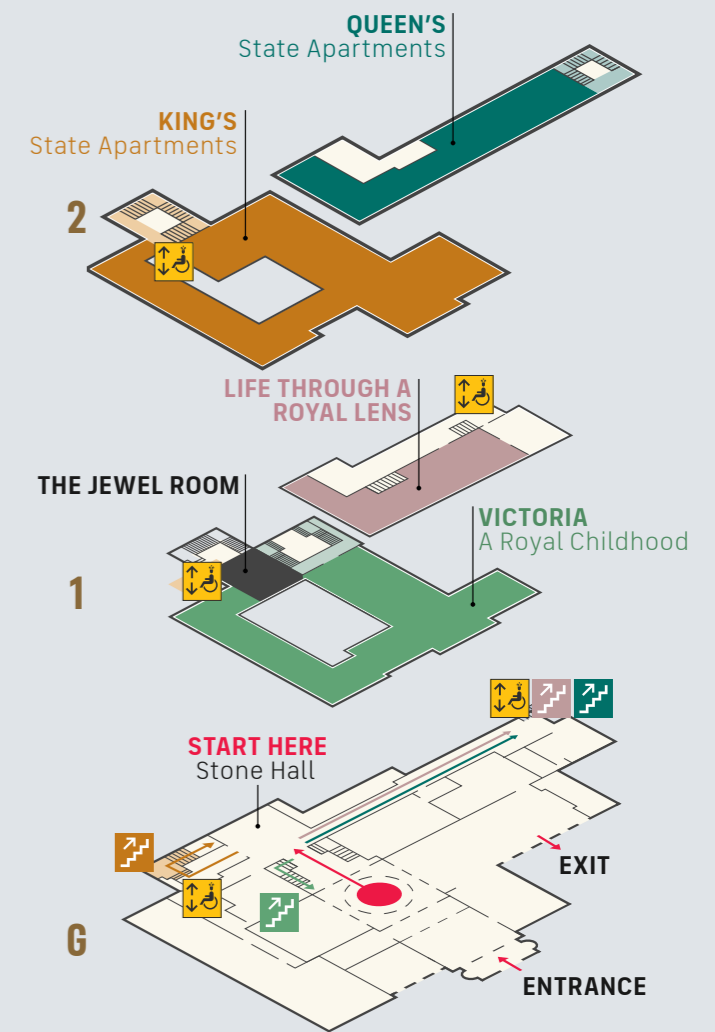 QUEEN'S
State Apartments
KING'S
State Apartments
2
LIFE THROUGH A
ROYAL LENS
THE JEWEL ROOM
VICTORIA
A Royal Childhood
1
START HERE
Stone Hall
EXIT
G
ENTRANCE